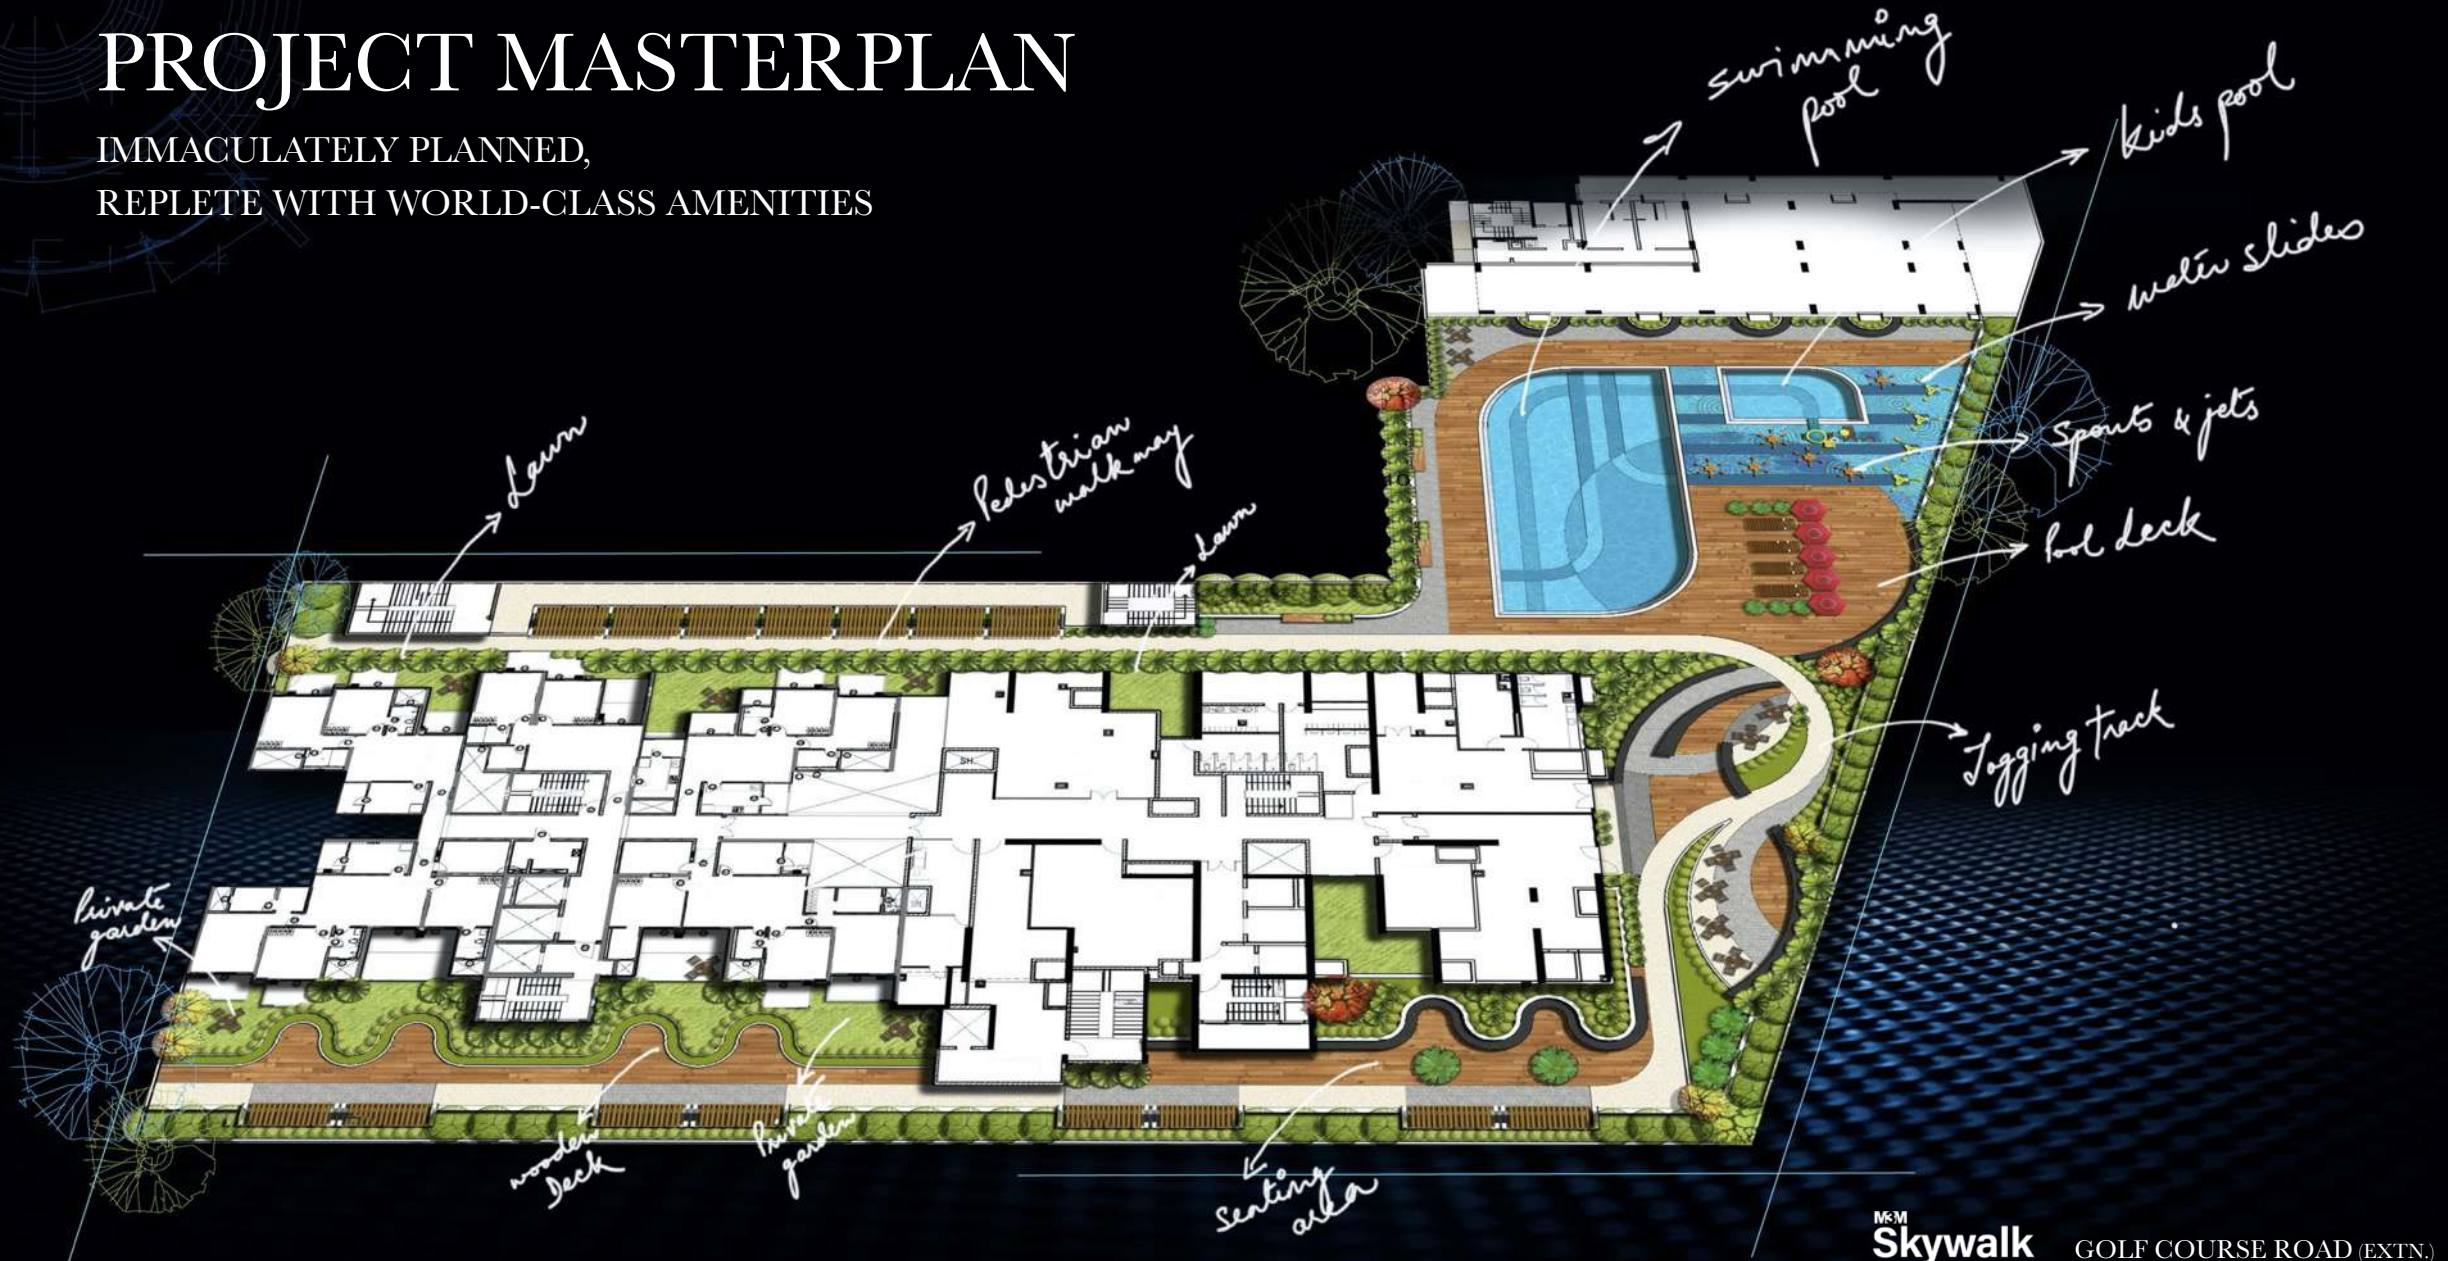 PROJECT MASTERPLAN
IMMACULATELY PLANNED,
REPLETE WITH WORLD-CLASS AMENITIES
swimming
pool
kids pool
water slides
Spouts & jets
Pool deck
Jogging track
Lawn
Pedestrian
walkway
Lawn
SH
Private
garden
wooden
Deck
Private
garden
Seating
area
M3M
Skywalk
GOLF COURSE ROAD (EXTN.)